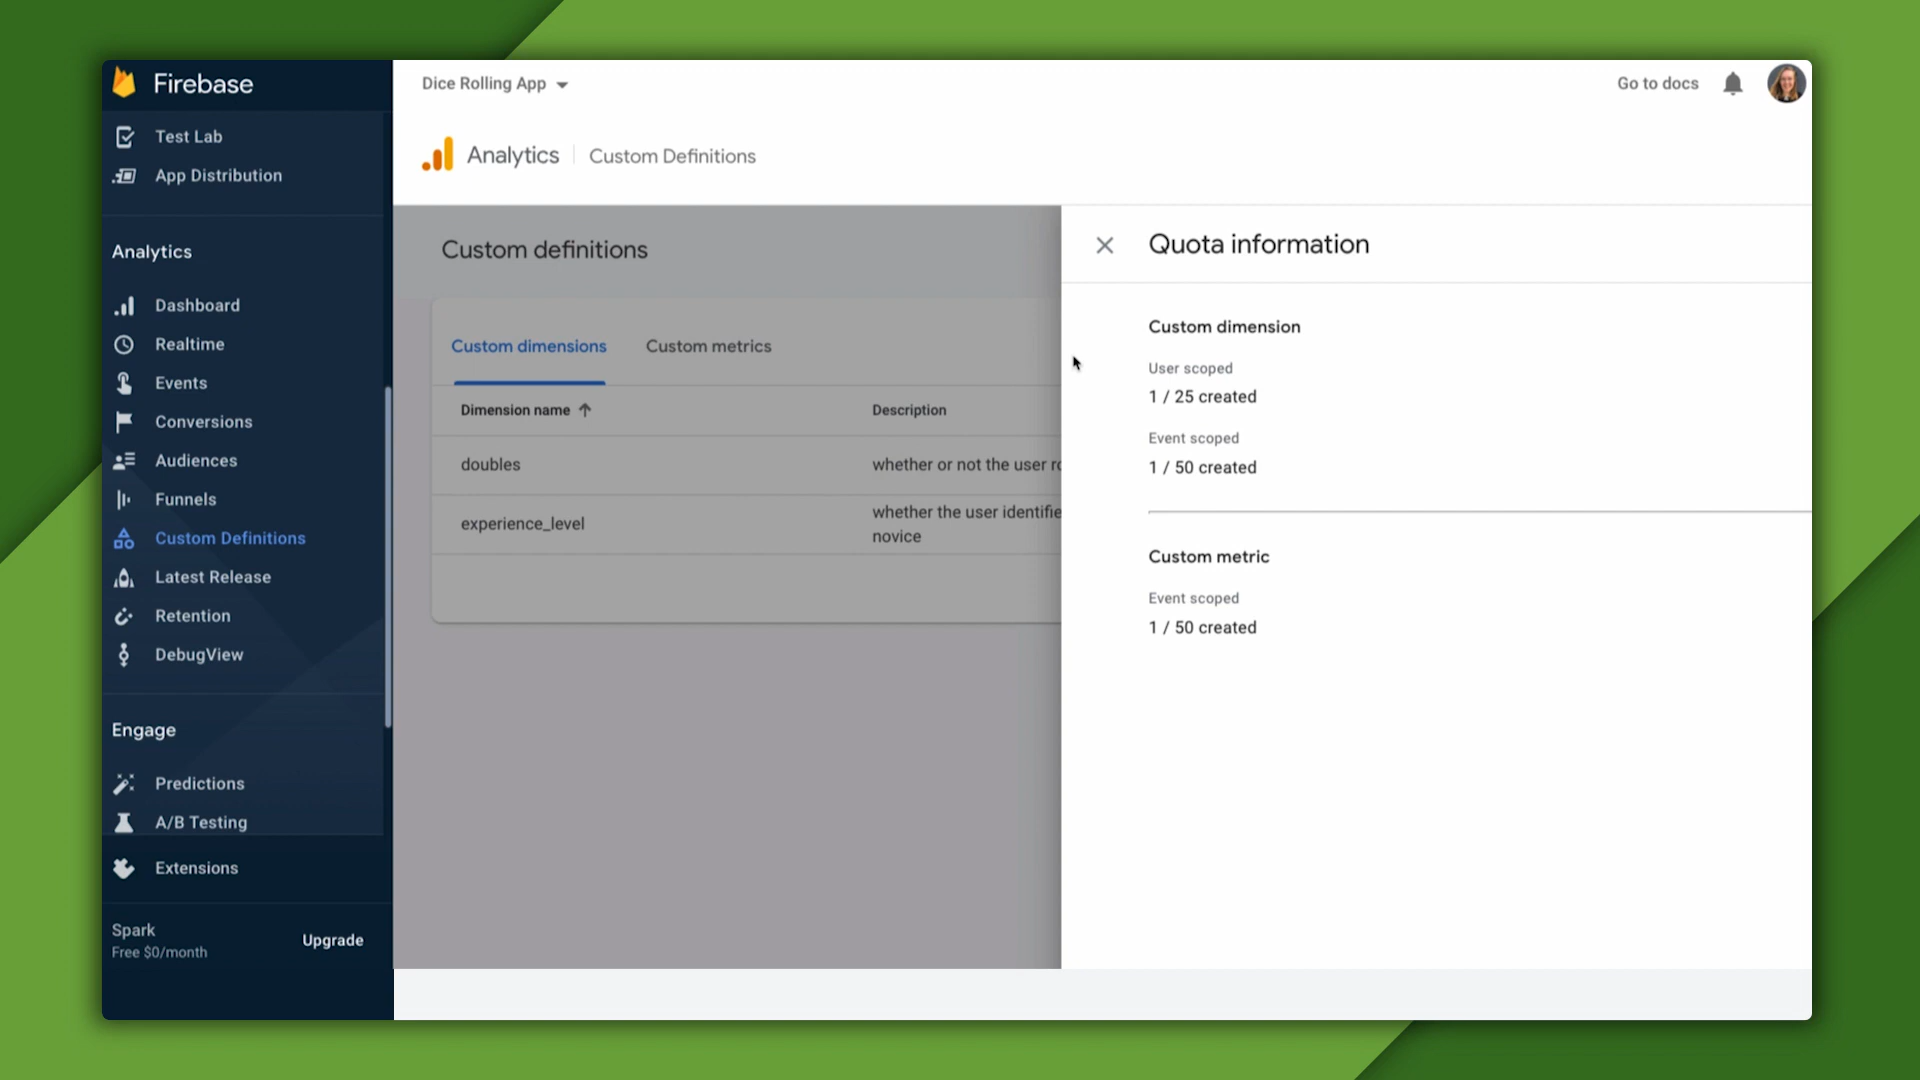 Firebase
Test Lab
App Distribution
Analytics
Dashboard
Realtime
Events
Conversions
Audiences
Funnels
Custom Definitions
Latest Release
Retention
DebugView
Engage
Predictions
A/B Testing
Extensions
Spark
Free $0/month
Upgrade
Dice Rolling App
Go to docs
Analytics
Custom Definitions
Custom definitions
Custom dimensions
Custom metrics
Dimension name
Description
doubles
whether or not the user
experience_level
whether the user
novice
Quota information
Custom dimension
User scoped
1 / 25 created
Event scoped
1 / 50 created
Custom metric
Event scoped
1 / 50 created